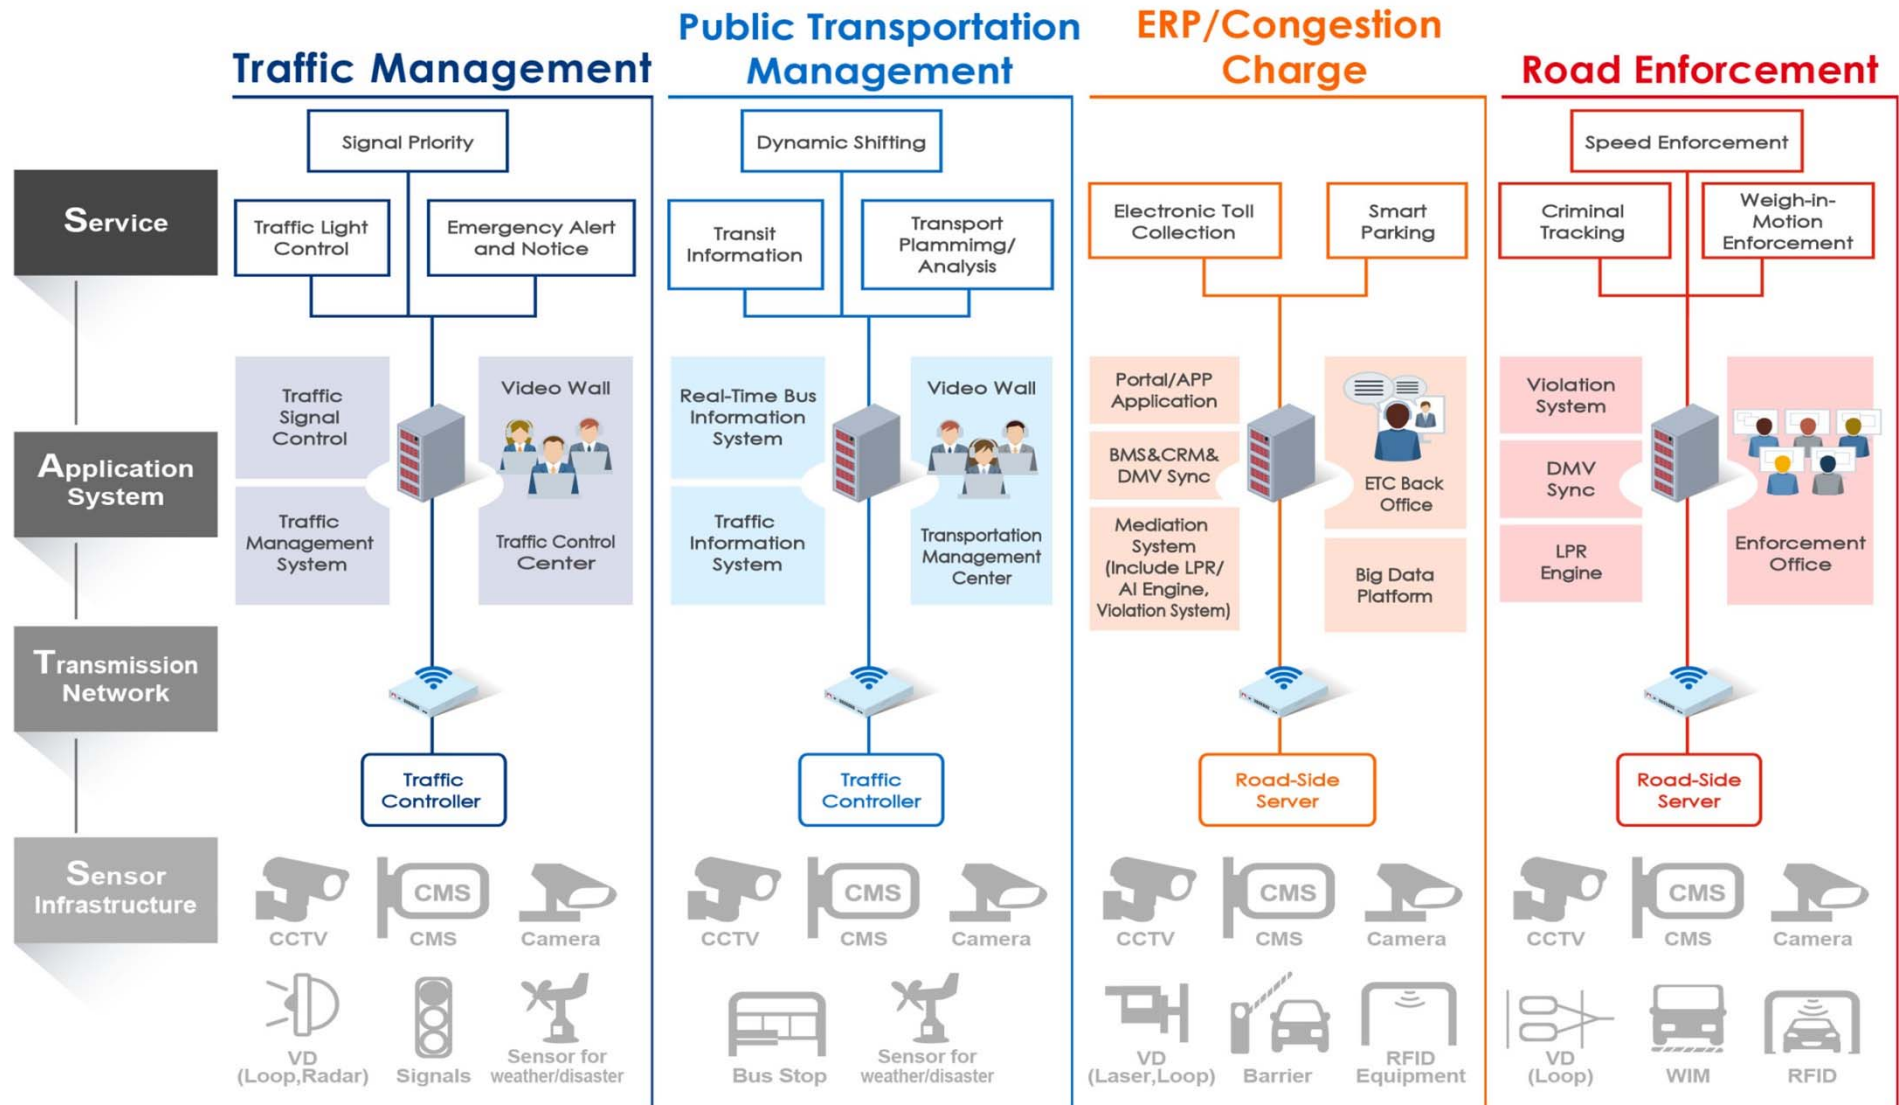 Traffic Management
Public Transportation
Management
ERP/Congestion
Charge
Road Enforcement
Service
Application
System
Transmission
Network
Sensor
Infrastructure
Signal PrIority
Traffic Light
Control
Emergency Alert
and Notice
Traffic
Signal
Control
Traffic
Management
System
Video Wall
Traffic Control
Center
Traffic
Controller
CCTV
CMS
CMS
Camera
VD
(Loop,Radar)
Signals
Sensor for
weather/disaster
Dynamic Shifting
Transit
Information
Transport
Plammimg/
Analysis
Real-Time Bus
Information
System
Traffic
Information
System
Video Wall
Transportation
Management
Center
Traffic
Controller
CCTV
CMS
CMS
Camera
Bus Stop
Sensor for
weather/disaster
Electronic Toll
Collection
Smart
Parking
Portal/APP
Application
BMS&CRM&
DMV Sync
Mediation
System
(Include LPR/
AI Engine,
Violation System)
ETC Back
Office
Big Data
Platform
Road-Side
Server
CCTV
CMS
CMS
Camera
VD
(Laser,Loop)
Barrier
RFID
Equipment
Speed Enforcement
Criminal
Tracking
Weigh-in-
Motion
Enforcement
Violation
System
DMV
Sync
LPR
Engine
Enforcement
Office
Road-Side
Server
CCTV
CMS
CMS
Camera
VD
(Loop)
WIM
RFID